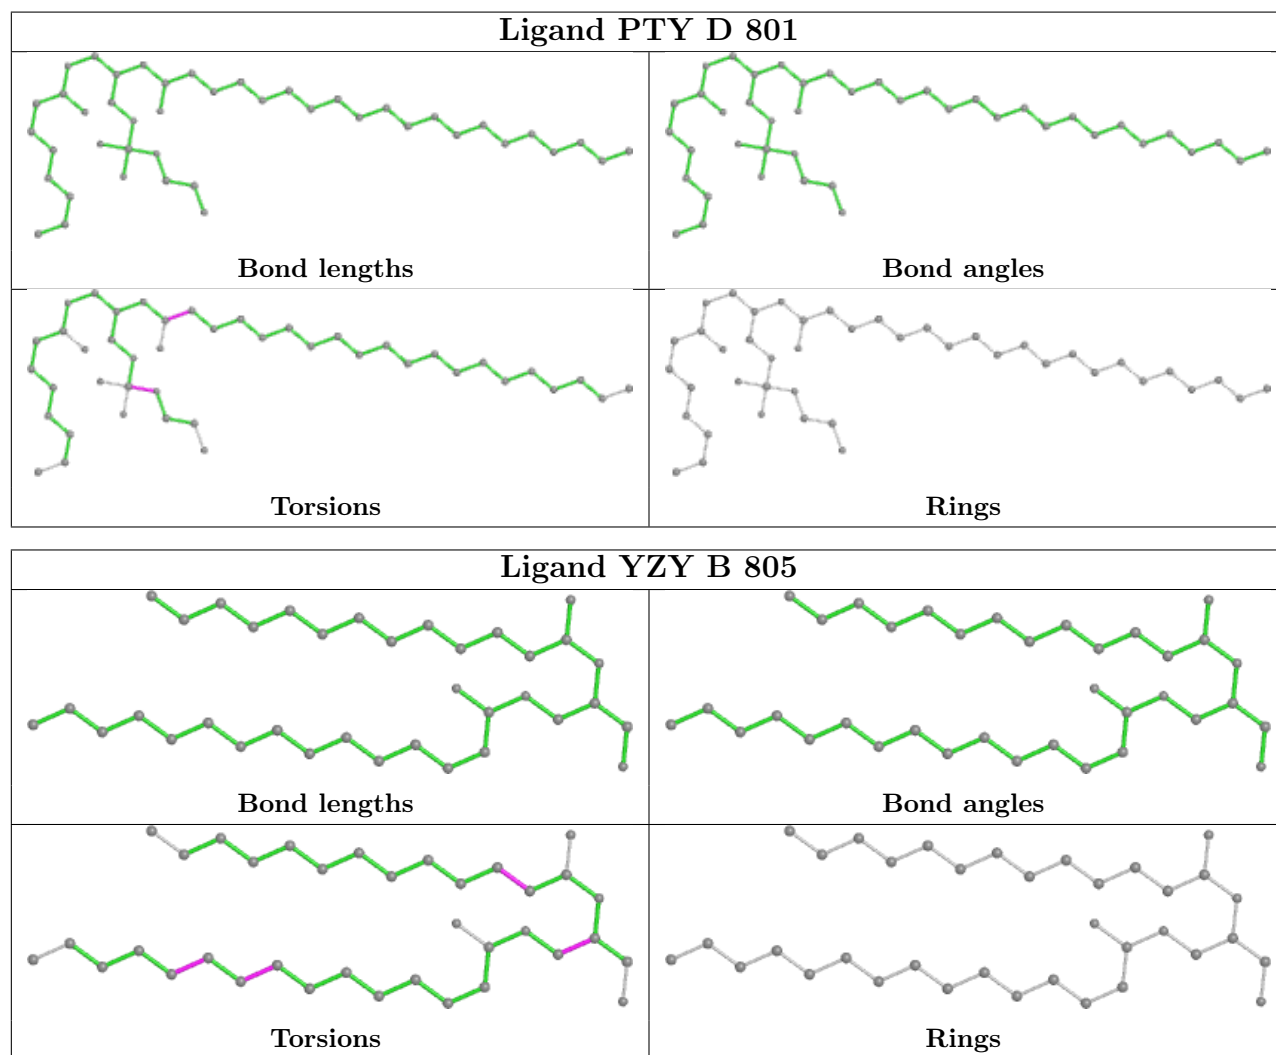 Ligand PTY D 801
Bond lengths
Bond angles
Torsions
Rings
Ligand YZY B 805
Bond lengths
Bond angles
Torsions
Rings